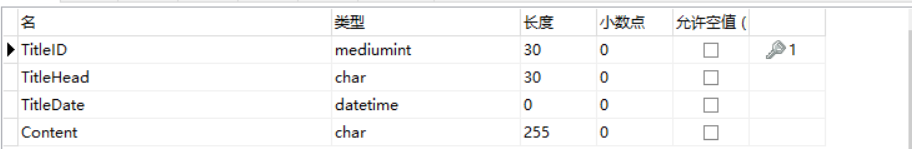 名 类型 长度 小数点 允许空值 (
TitleID mediumint 30 0 1
TitleHead char 30 0
TitleDate datetime 0 0
Content char 255 0